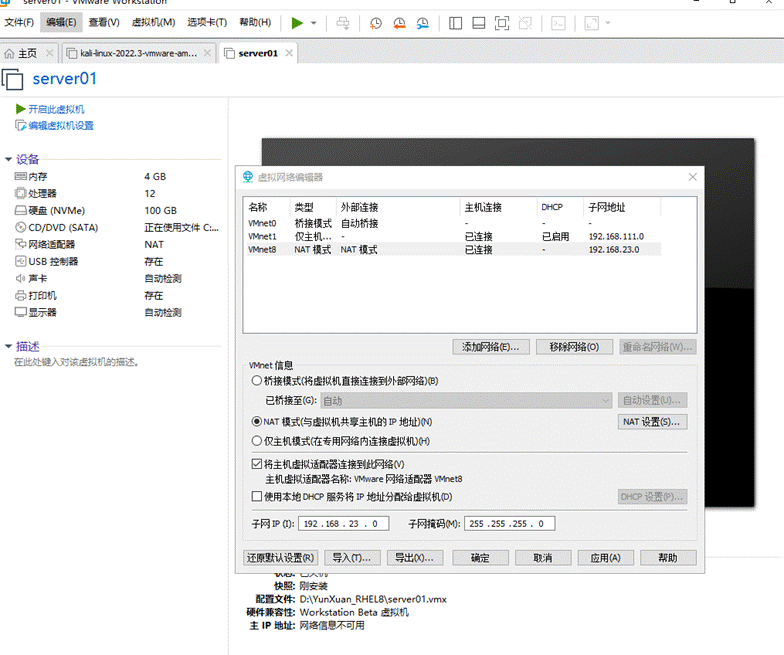 server01 - VMware Workstation
文件(F) 编辑(E) 查看(V) 虚拟机(M) 选项卡(T) 帮助(H)
主页 kali-linux-2022.3-vmware-am... server01
server01
开启此虚拟机
编辑虚拟机设置
设备
内存 4 GB
处理器 12
硬盘 (NVMe) 100 GB
CD/DVD (SATA) 正在使用文件 C:...
网络适配器 NAT
USB 控制器 存在
声卡 自动检测
打印机 存在
显示器 自动检测
描述
在此处键入对该虚拟机的描述。
虚拟网络编辑器
名称 类型 外部连接 主机连接 DHCP 子网地址
VMnet0 桥接模式 自动桥接 - - -
VMnet1 仅主机... - 已连接 已启用 192.168.111.0
VMnet8 NAT 模式 NAT 模式 已连接 - 192.168.23.0
添加网络(E)... 移除网络(O) 重命名网络(W)...
VMnet 信息
桥接模式(将虚拟机直接连接到外部网络)(B)
已桥接至(G): 自动 自动设置(U)...
NAT 模式(与虚拟机共享主机的 IP 地址)(N) NAT 设置(S)...
仅主机模式(在专用网络内连接虚拟机)(H)
将主机虚拟适配器连接到此网络(V)
主机虚拟适配器名称: VMware 网络适配器 VMnet8
使用本地 DHCP 服务将 IP 地址分配给虚拟机(D) DHCP 设置(P)...
子网 IP (I): 192 . 168 . 23 . 0 子网掩码(M): 255 . 255 . 255 . 0
还原默认设置(R) 导入(T)... 导出(X)... 确定 取消 应用(A) 帮助
状态: 已关机
快照: 刚安装
配置文件: D:\YunXuan_RHEL8\server01.vmx
硬件兼容性: Workstation Beta 虚拟机
主 IP 地址: 网络信息不可用